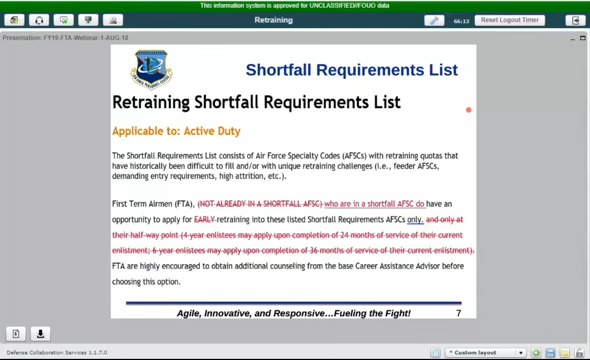 This information system is approved for UNCLASSIFIED//FOUO data
Retraining
66:13
Reset Logout Timer
Presentation: FY19-FTA-Webinar 1-AUG-18
Shortfall Requirements List
Retraining Shortfall Requirements List
Applicable to: Active Duty
The Shortfall Requirements List consists of Air Force Specialty Codes (AFSCs) with retraining quotas that
have historically been difficult to fill and/or with unique retraining challenges (i.e., feeder AFSCs,
demanding entry requirements, high attrition, etc.).
First Term Airmen (FTA), (NOT ALREADY IN A SHORTFALL AFSC) who are in a shortfall AFSC do have an
opportunity to apply for EARLY retraining into these listed Shortfall Requirements AFSCs only. and only at
their half-way point (4-year enlistees may apply upon completion of 24 months of service of their current
enlistment; 6-year enlistees may apply upon completion of 36 months of service of their current enlistment).
FTA are highly encouraged to obtain additional counseling from the base Career Assistance Advisor before
choosing this option.
Agile, Innovative, and Responsive…Fueling the Fight!
7
Defense Collaboration Services 1.1.7.0
* Custom layout